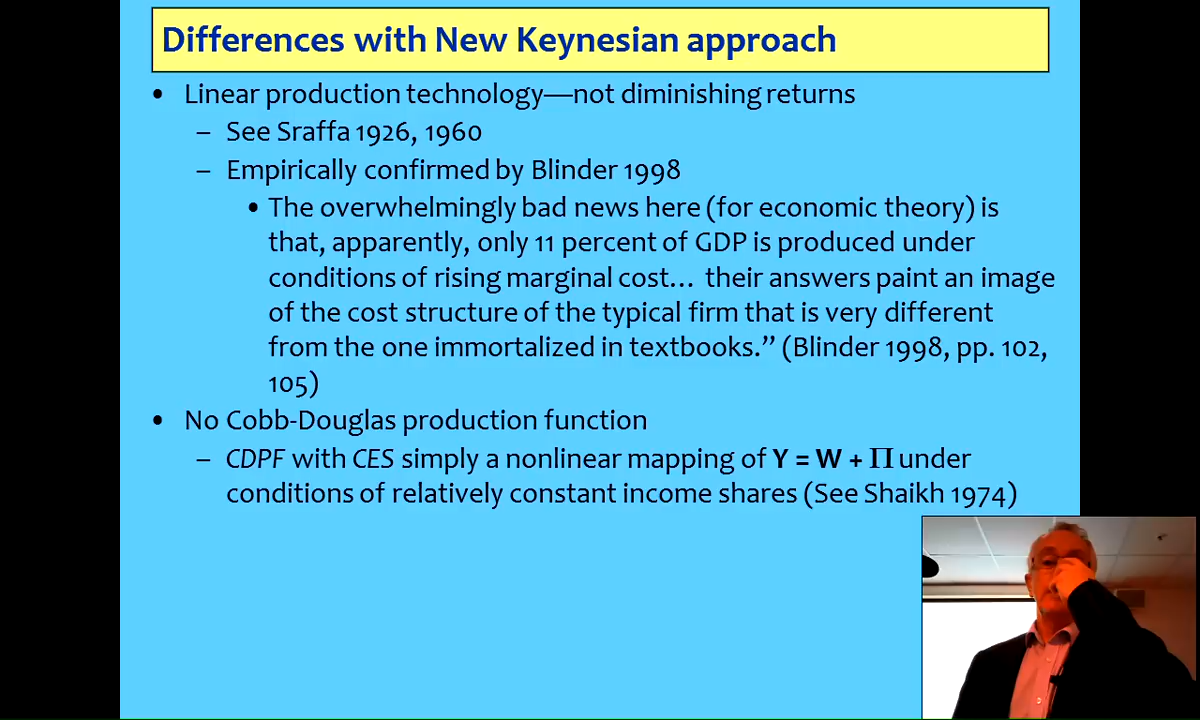 Differences with New Keynesian approach
• Linear production technology—not diminishing returns
– See Sraffa 1926, 1960
– Empirically confirmed by Blinder 1998
• The overwhelmingly bad news here (for economic theory) is
that, apparently, only 11 percent of GDP is produced under
conditions of rising marginal cost… their answers paint an image
of the cost structure of the typical firm that is very different
from the one immortalized in textbooks.” (Blinder 1998, pp. 102,
105)
• No Cobb-Douglas production function
– CDPF with CES simply a nonlinear mapping of Y = W + Π under
conditions of relatively constant income shares (See Shaikh 1974)